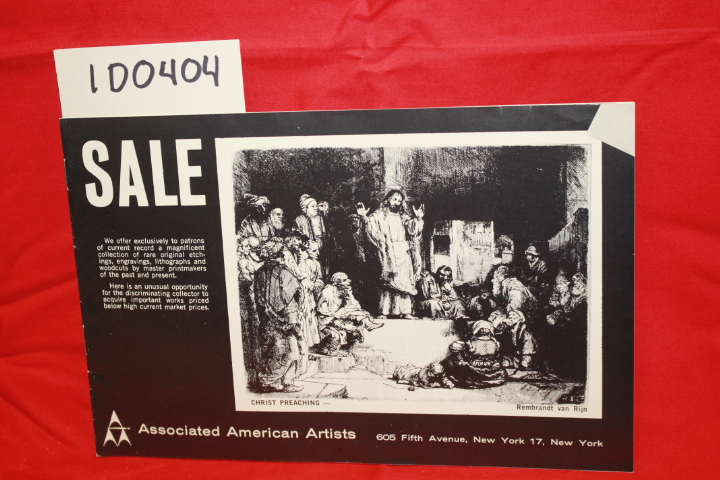 1D0404
SALE
We offer exclusively to patrons
of current record a magnificent
collection of rare original etch-
ings, engravings, lithographs and
woodcuts by master printmakers
of the past and present.
Here is an unusual opportunity
for the discriminating collector to
acquire important works priced
below high current market prices.
CHRIST PREACHING —
Rembrandt van Rijn
Associated American Artists
605 Fifth Avenue, New York 17, New York